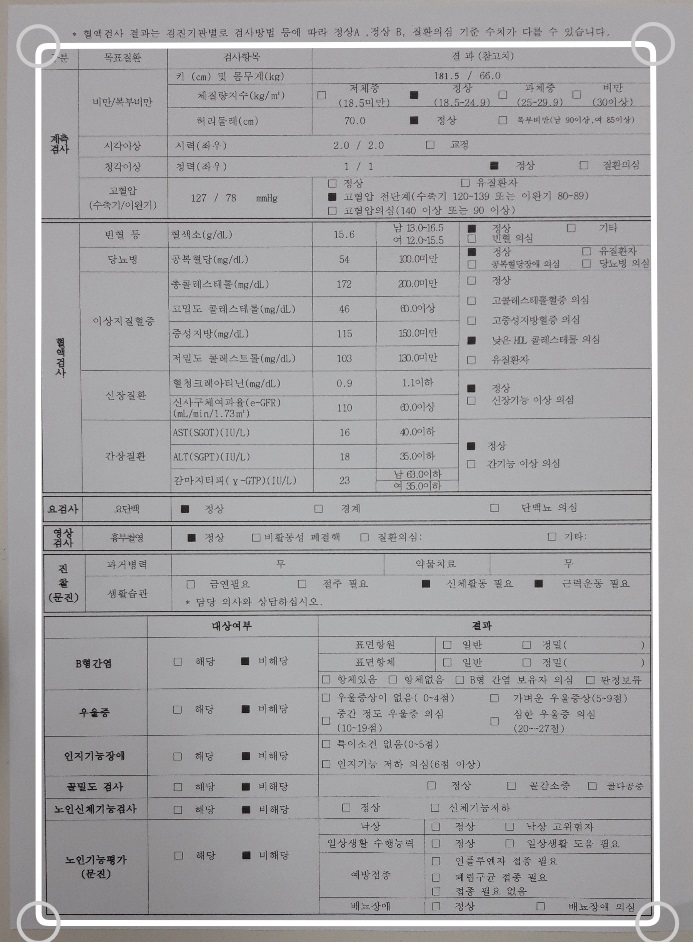 * 혈액검사 결과는 검진기관별로 검사방법 등에 따라 정상A ,정상 B, 질환의심 기준 수치가 다를 수 있습니다.
구분 목표질환 검사항목 결 과 (참고치)
계측검사 비만/복부비만 키 (cm) 및 몸무게(kg) 181.5 / 66.0
체질량지수(kg/㎡) □ 저체중 (18.5미만) ■ 정상 (18.5-24.9) □ 과체중 (25-29.9) □ 비만 (30이상)
허리둘레(cm) 70.0 ■ 정상 □ 복부비만(남 90이상,여 85이상)
시각이상 시력(좌우) 2.0 / 2.0 □ 교정
청각이상 청력(좌우) 1 / 1 ■ 정상 □ 질환의심
고혈압 (수축기/이완기) 127 / 78 mmHg □ 정상 □ 유질환자
■ 고혈압 전단계(수축기 120-139 또는 이완기 80-89)
□ 고혈압의심(140 이상 또는 90 이상)
혈액검사 빈혈 등 혈색소(g/dL) 15.6 남 13.0-16.5 여 12.0-15.5 ■ 정상 □ 기타 □ 빈혈 의심
당뇨병 공복혈당(mg/dL) 54 100.0미만 ■ 정상 □ 유질환자 □ 공복혈당장애 의심 □ 당뇨병 의심
이상지질혈증 총콜레스테롤(mg/dL) 172 200.0미만 □ 정상
고밀도 콜레스테롤(mg/dL) 46 60.0이상 □ 고콜레스테롤혈증 의심
□ 고중성지방혈증 의심
중성지방(mg/dL) 115 150.0미만 ■ 낮은 HDL 콜레스테롤 의심
저밀도 콜레스트롤(mg/dL) 103 130.0미만 □ 유질환자
신장질환 혈청크레아티닌(mg/dL) 0.9 1.1이하 ■ 정상
신사구체여과율(e-GFR) (mL/min/1.73㎡) 110 60.0이상 □ 신장기능 이상 의심
간장질환 AST(SGOT)(IU/L) 16 40.0이하 ■ 정상
ALT(SGPT)(IU/L) 18 35.0이하 □ 간기능 이상 의심
감마지티피(γ-GTP)(IU/L) 23 남 63.0이하 여 35.0이하
요검사 요단백 ■ 정상 □ 경계 □ 단백뇨 의심
영상검사 흉부촬영 ■ 정상 □비활동성 폐결핵 □ 질환의심: □ 기타:
진찰(문진) 과거병력 무 약물치료 무
생활습관 □ 금연필요 □ 절주 필요 ■ 신체활동 필요 ■ 근력운동 필요
* 담당 의사와 상담하십시오.
대상여부 결과
B형간염 □ 해당 ■ 비해당 표면항원 □ 일반 □ 정밀( )
표면항체 □ 일반 □ 정밀( )
□ 항체있음 □ 항체없음 □ B형 간염 보유자 의심 □ 판정보류
우울증 □ 해당 ■ 비해당 □ 우울증상이 없음( 0~4점) □ 가벼운 우울증상(5~9점)
□ 중간 정도 우울증 의심 (10~19점) □ 심한 우울증 의심 (20~~27점)
인지기능장애 □ 해당 ■ 비해당 □ 특이소견 없음(0~5점)
□ 인지기능 저하 의심(6점 이상)
골밀도 검사 □ 해당 ■ 비해당 □ 정상 □ 골감소증 □ 골다공증
노인신체기능검사 □ 해당 ■ 비해당 □ 정상 □ 신체기능저하
노인기능평가 (문진) □ 해당 ■ 비해당 낙상 □ 정상 □ 낙상 고위험자
일상생활 수행능력 □ 정상 □ 일상생활 도움 필요
예방접종 □ 인플루엔자 접종 필요
□ 폐렴구균 접종 필요
□ 접종 필요 없음
배뇨장애 □ 정상 □ 배뇨장애 의심